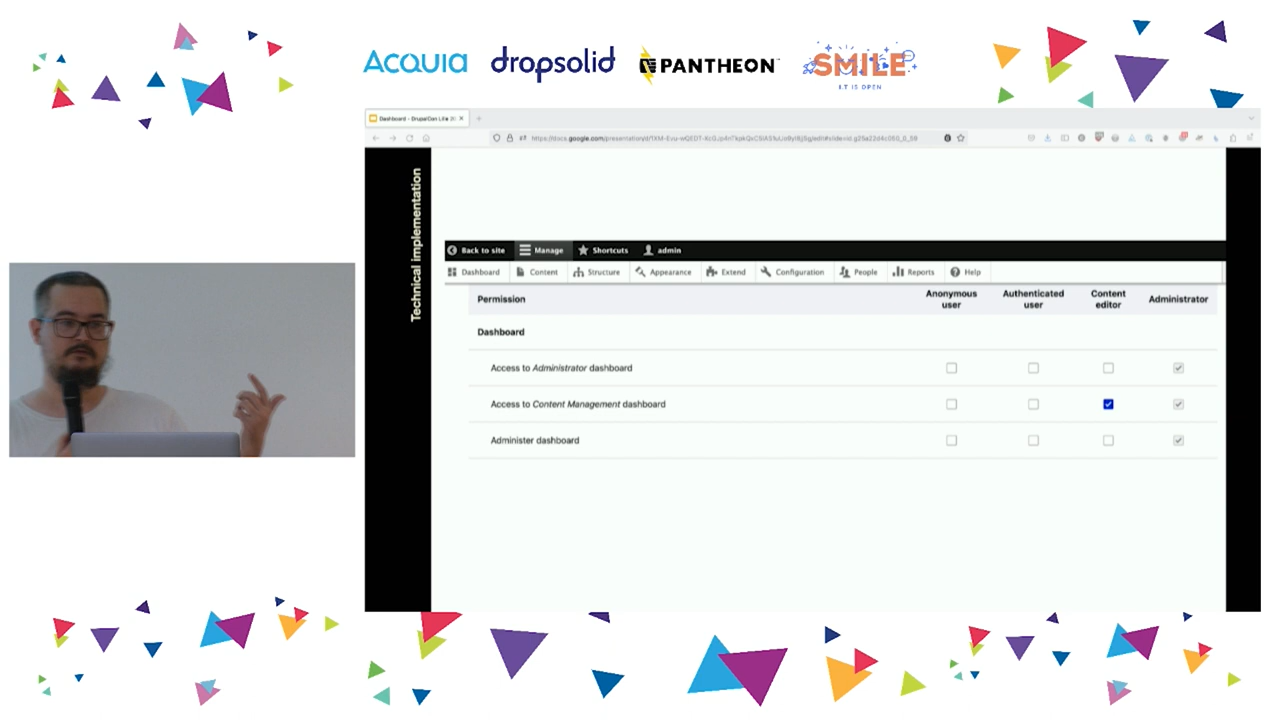 Acquia dropsolid PANTHEON SMILE
I.T IS OPEN
Technical implementation
Back to site Manage Shortcuts admin
Dashboard Content Structure Appearance Extend Configuration People Reports Help
Permission Anonymous user Authenticated user Content editor Administrator
Dashboard
Access to Administrator dashboard
Access to Content Management dashboard
Administer dashboard